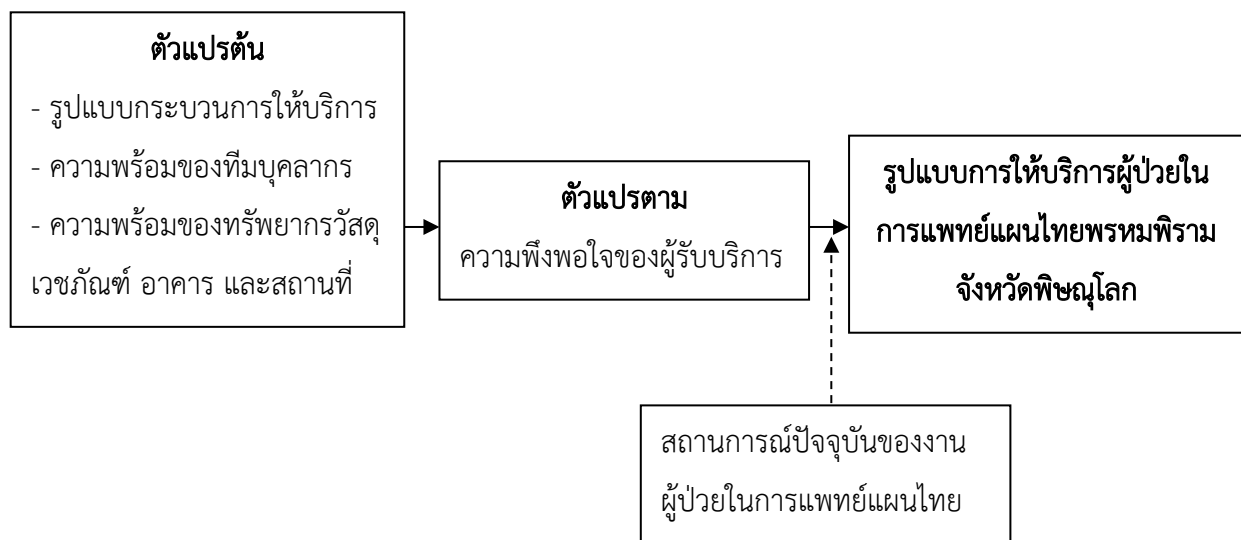 ตัวแปรต้น
- รูปแบบกระบวนการให้บริการ
- ความพร้อมของทีมบุคลากร
- ความพร้อมของทรัพยากรวัสดุ
เวชภัณฑ์ อาคาร และสถานที่
ตัวแปรตาม
ความพึงพอใจของผู้รับบริการ
รูปแบบการให้บริการผู้ป่วยใน
การแพทย์แผนไทยพรหมพิราม
จังหวัดพิษณุโลก
สถานการณ์ปัจจุบันของงาน
ผู้ป่วยในการแพทย์แผนไทย